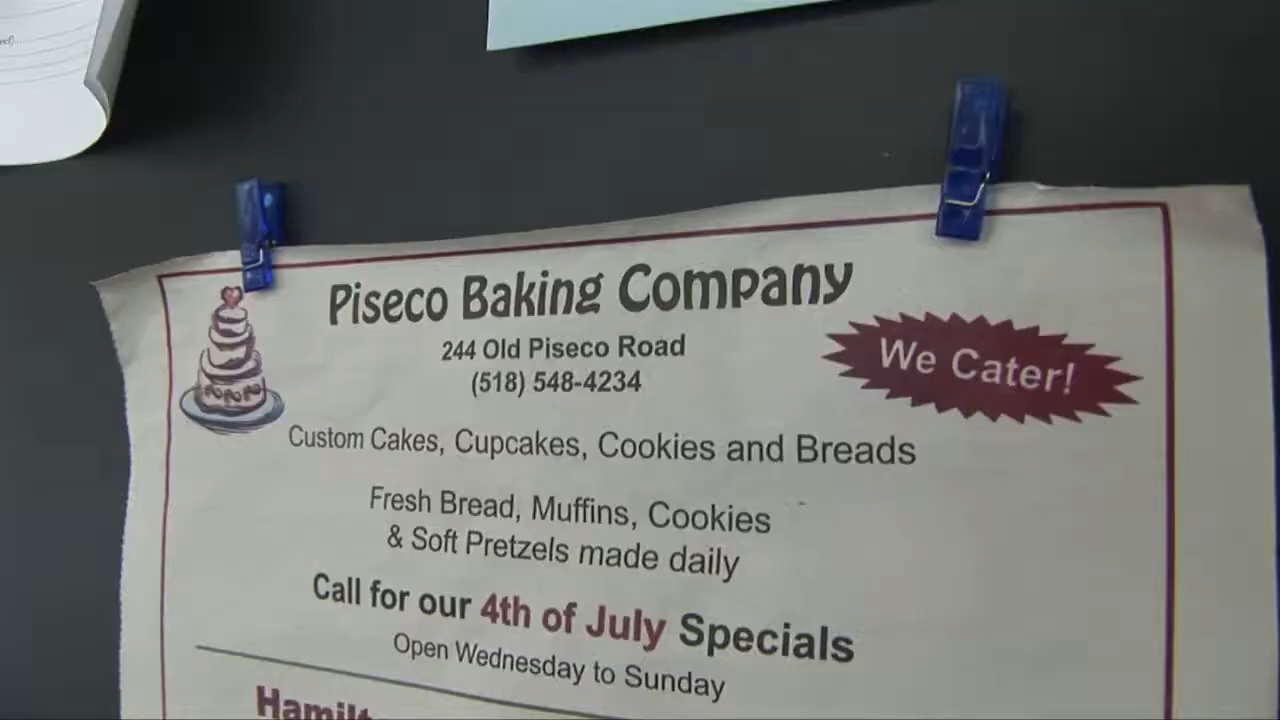 Piseco Baking Company
244 Old Piseco Road
(518) 548-4234
We Cater!
Custom Cakes, Cupcakes, Cookies and Breads
Fresh Bread, Muffins, Cookies
& Soft Pretzels made daily
Call for our 4th of July Specials
Open Wednesday to Sunday